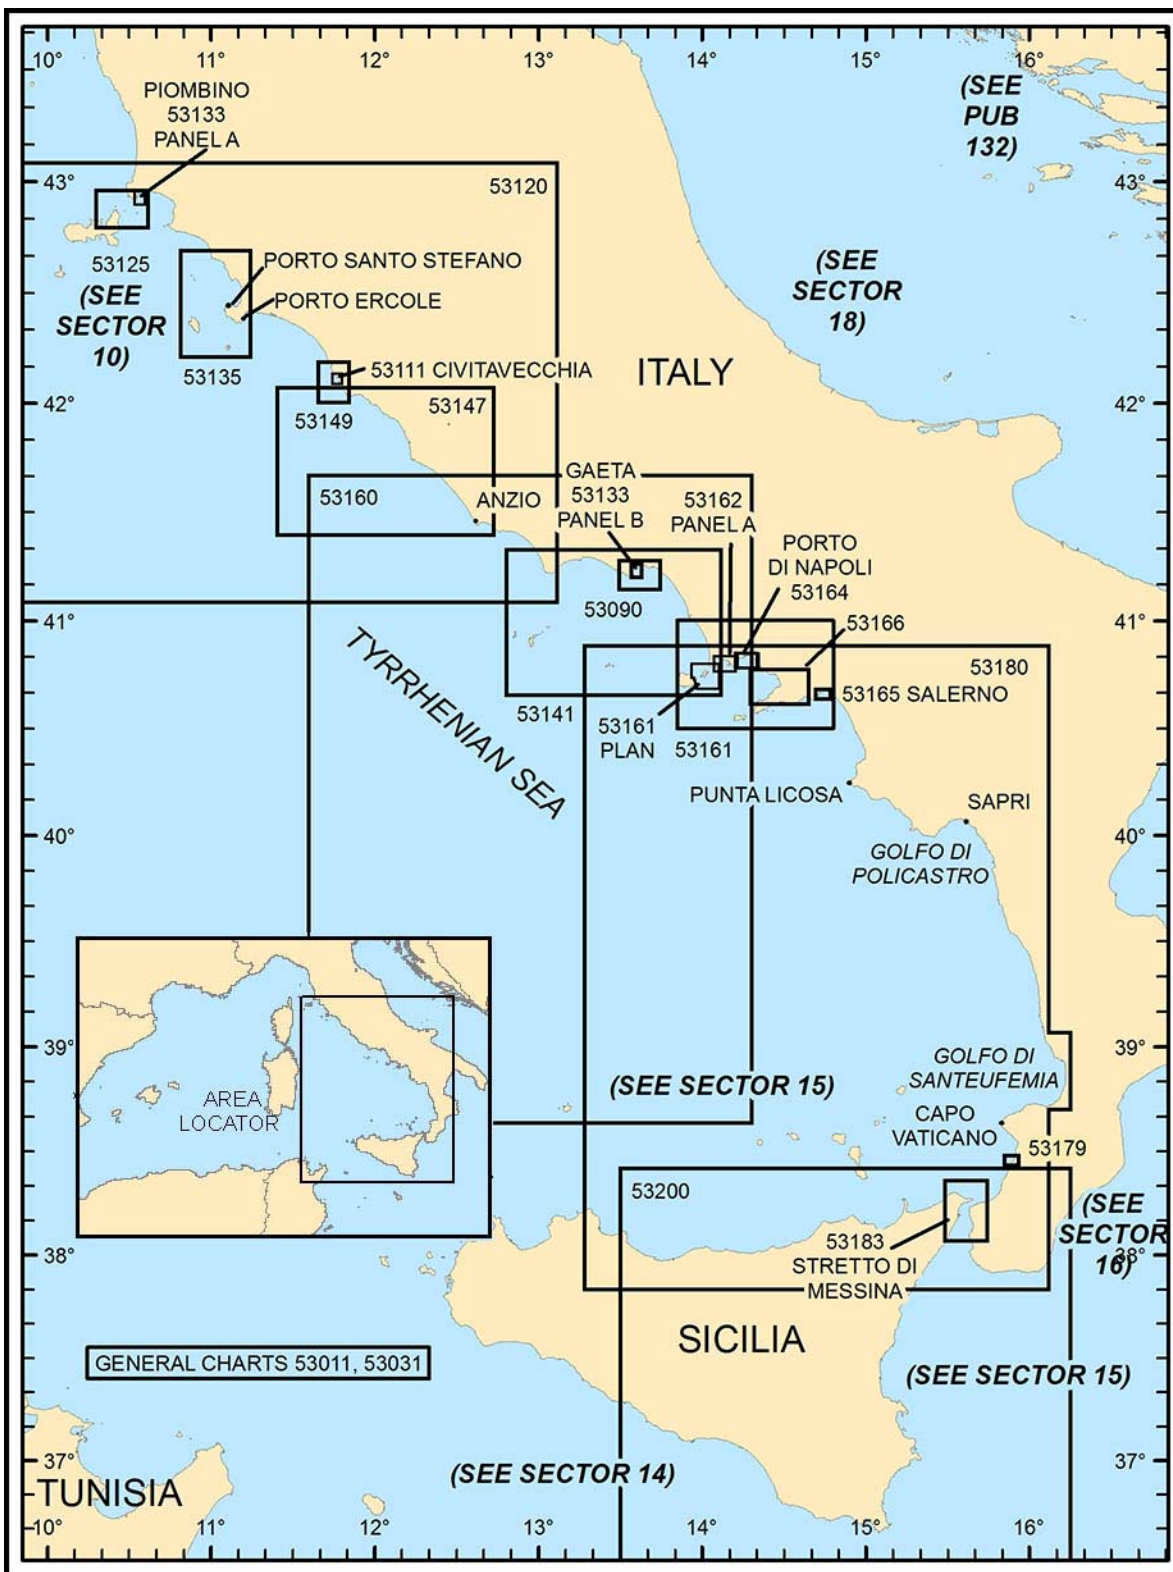 10°
11°
12°
13°
14°
15°
16°
PIOMBINO
53133
PANEL A
(SEE
PUB
132)
43°
53120
43°
53125
PORTO SANTO STEFANO
(SEE
SECTOR
18)
(SEE
SECTOR
10)
PORTO ERCOLE
53135
53111 CIVITAVECCHIA
ITALY
42°
53149
53147
42°
GAETA
53133
PANEL B
53160
ANZIO
53162
PANEL A
PORTO
DI NAPOLI
53164
53090
41°
53166
41°
TYRRHENIAN SEA
53180
53141
53161
PLAN
53161
53165 SALERNO
PUNTA LICOSA
SAPRI
40°
GOLFO DI
POLICASTRO
40°
39°
GOLFO DI
SANTEUFEMIA
39°
AREA
LOCATOR
(SEE SECTOR 15)
CAPO
VATICANO
53179
53200
(SEE
SECTOR
16)
38°
53183
STRETTO DI
MESSINA
38°
SICILIA
GENERAL CHARTS 53011, 53031
(SEE SECTOR 15)
37°
(SEE SECTOR 14)
37°
TUNISIA
10°
11°
12°
13°
14°
15°
16°